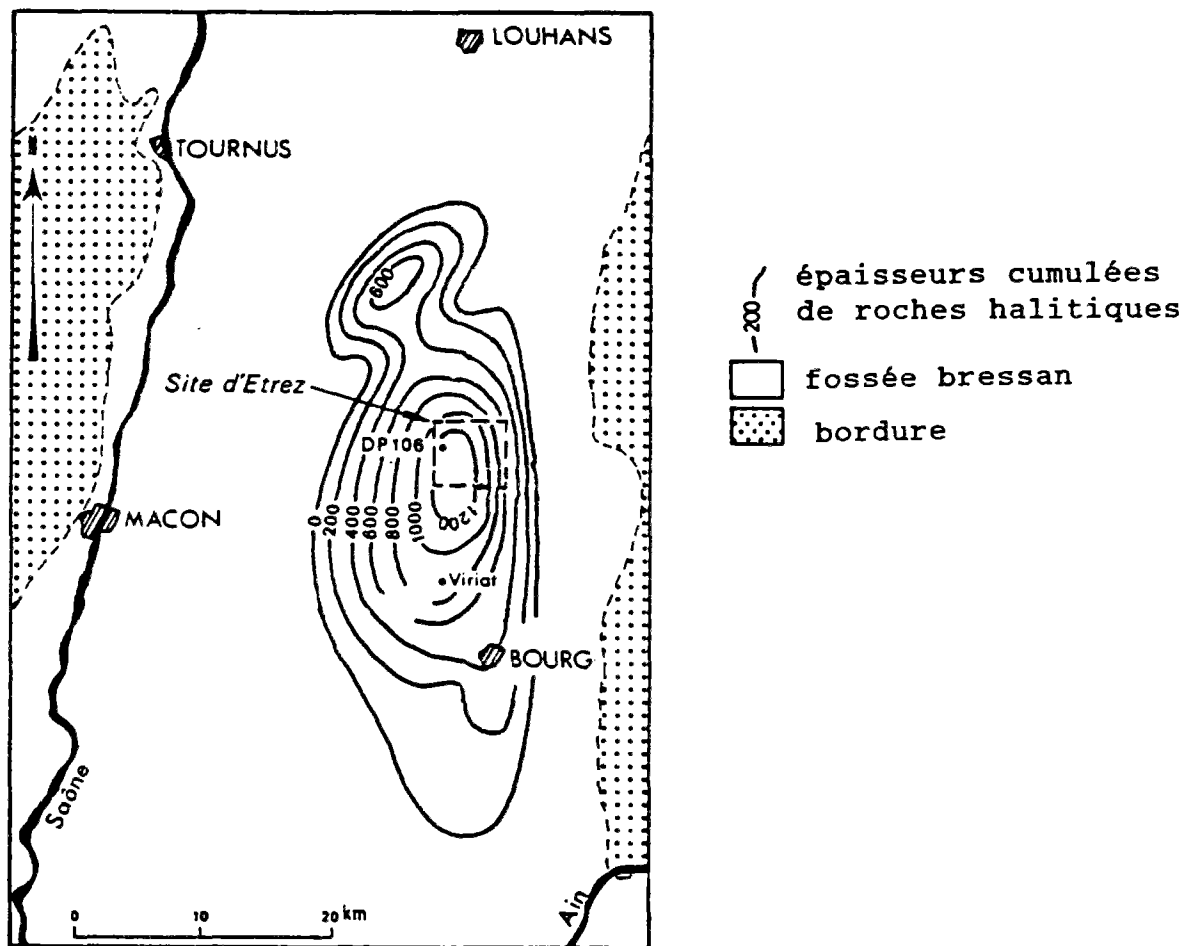 LOUHANS
TOURNUS
600
Site d'Etrez
DP106
0
200
400
600
800
1000
1200
MACON
Viriat
BOURG
Saône
Ain
0 10 20 km
-200-
épaisseurs cumulées
de roches halitiques
fossée bressan
bordure